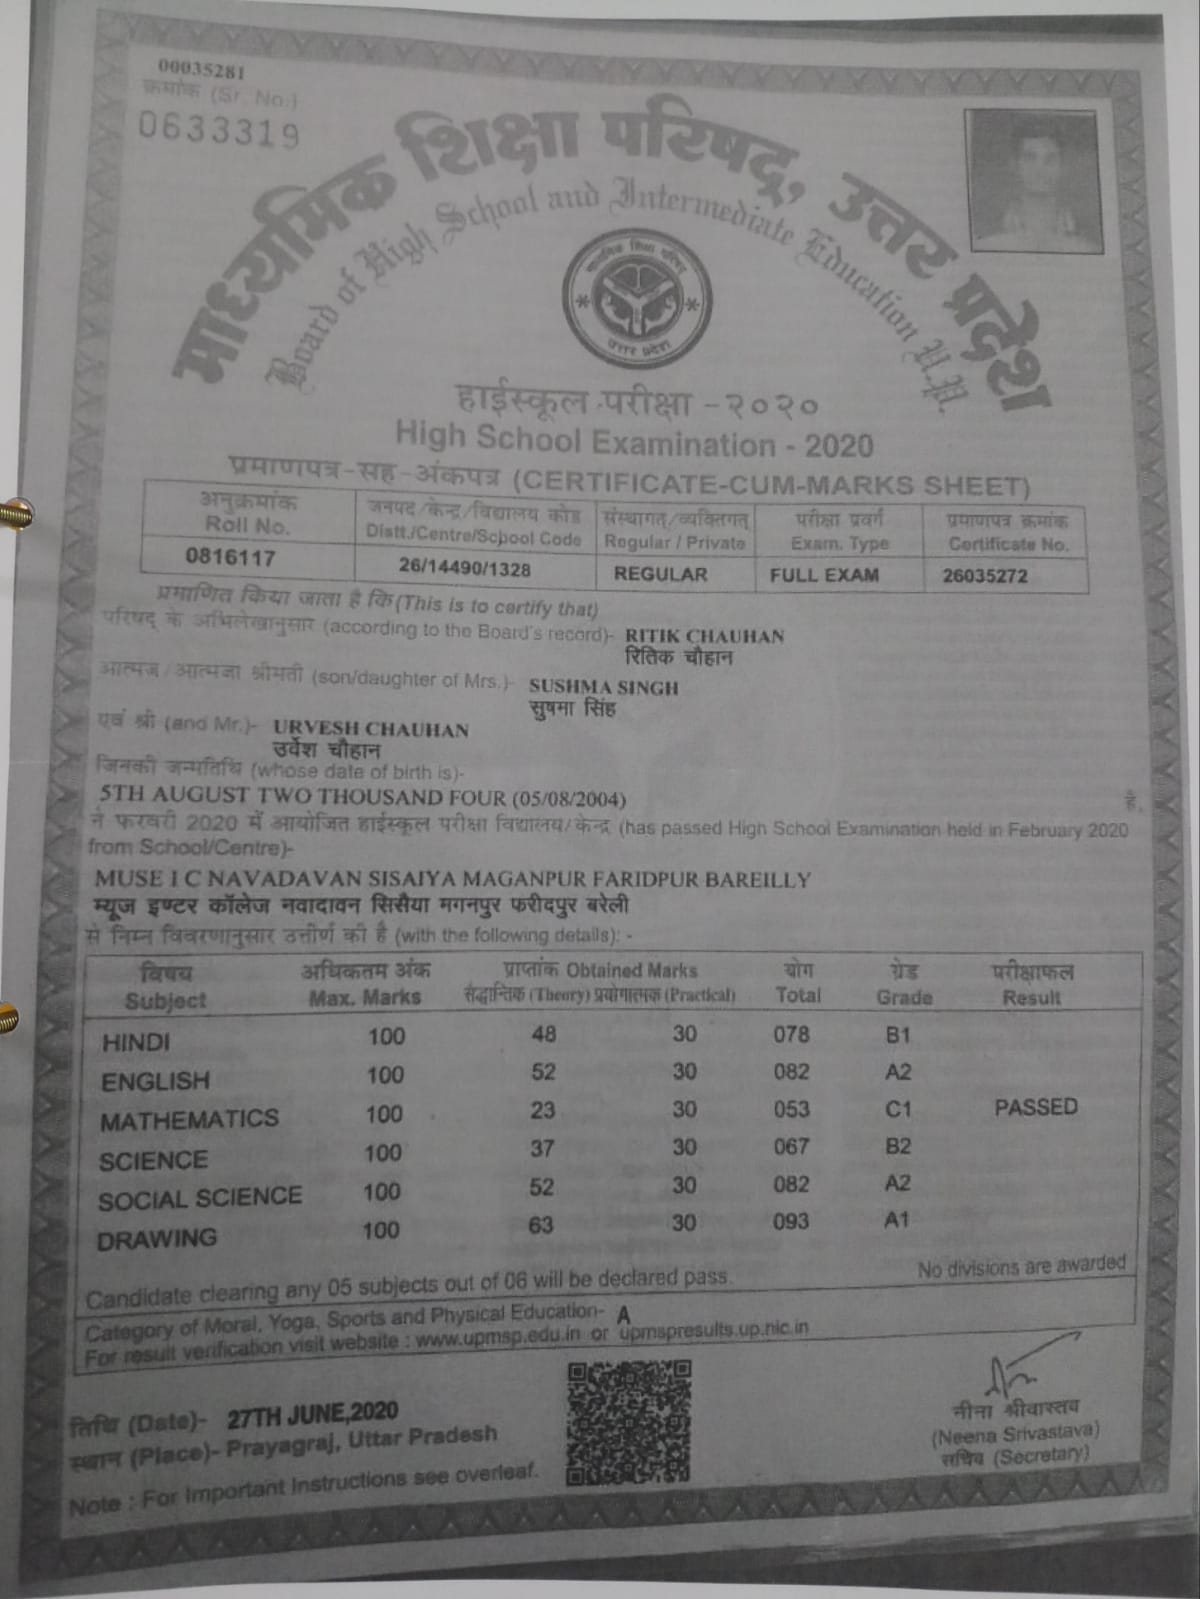 00035281
क्रमांक (Sr. No.)
0633319
माध्यमिक शिक्षा परिषद्, उत्तर प्रदेश
Board of High School and Intermediate Education U.P.
माध्यमिक शिक्षा परिषद्
उत्तर प्रदेश
हाईस्कूल परीक्षा - २०२०
High School Examination - 2020
प्रमाणपत्र-सह-अंकपत्र (CERTIFICATE-CUM-MARKS SHEET)
अनुक्रमांक जनपद/केन्द्र/विद्यालय कोड संस्थागत/व्यक्तिगत परीक्षा प्रवर्ग प्रमाणपत्र क्रमांक
Roll No. Distt./Centre/School Code Regular / Private Exam. Type Certificate No.
0816117 26/14490/1328 REGULAR FULL EXAM 26035272
प्रमाणित किया जाता है कि (This is to certify that)
परिषद् के अभिलेखानुसार (according to the Board's record)- RITIK CHAUHAN
रितिक चौहान
आत्मज/आत्मजा श्रीमती (son/daughter of Mrs.)- SUSHMA SINGH
सुषमा सिंह
एवं श्री (and Mr.)- URVESH CHAUHAN
उर्वेश चौहान
जिनकी जन्मतिथि (whose date of birth is)-
5TH AUGUST TWO THOUSAND FOUR (05/08/2004) है,
ने फरवरी 2020 में आयोजित हाईस्कूल परीक्षा विद्यालय/केन्द्र (has passed High School Examination held in February 2020
from School/Centre)-
MUSE I C NAVADAVAN SISAIYA MAGANPUR FARIDPUR BAREILLY
म्यूज इण्टर कॉलेज नवादावन सिसैया मगनपुर फरीदपुर बरेली
से निम्न विवरणानुसार उत्तीर्ण की है (with the following details): -
विषय अधिकतम अंक प्राप्तांक Obtained Marks योग ग्रेड परीक्षाफल
Subject Max. Marks सैद्धान्तिक (Theory) प्रयोगात्मक (Practical) Total Grade Result
HINDI 100 48 30 078 B1
ENGLISH 100 52 30 082 A2
MATHEMATICS 100 23 30 053 C1 PASSED
SCIENCE 100 37 30 067 B2
SOCIAL SCIENCE 100 52 30 082 A2
DRAWING 100 63 30 093 A1
Candidate clearing any 05 subjects out of 06 will be declared pass. No divisions are awarded
Category of Moral, Yoga, Sports and Physical Education- A
For result verification visit website : www.upmsp.edu.in or upmspresults.up.nic.in
तिथि (Date)- 27TH JUNE,2020
स्थान (Place)- Prayagraj, Uttar Pradesh
Note : For Important Instructions see overleaf.
नीना श्रीवास्तव
(Neena Srivastava)
सचिव (Secretary)